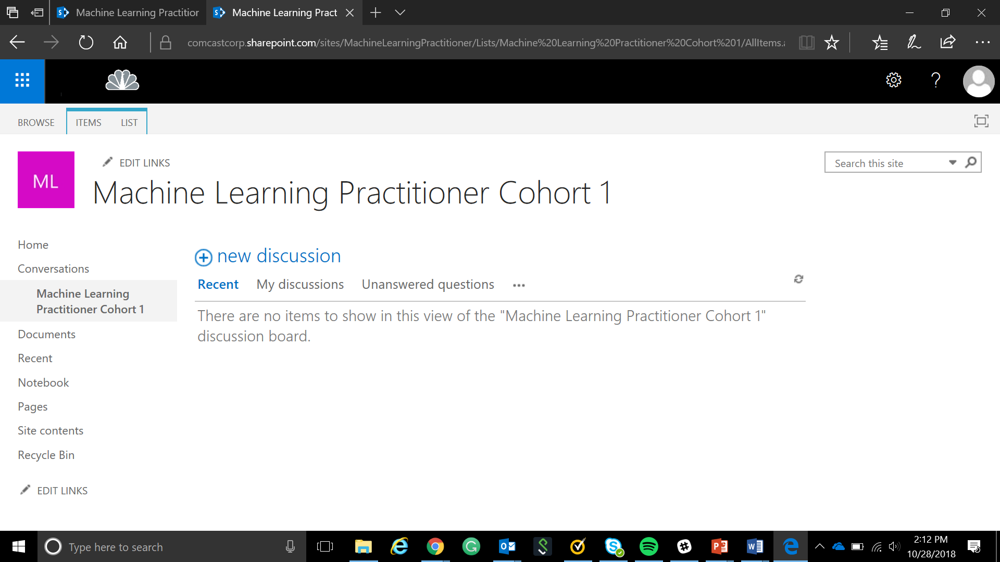 Machine Learning Practitior
Machine Learning Pract
comcastcorp.sharepoint.com/sites/MachineLearningPractitioner/Lists/Machine%20Learning%20Practitioner%20Cohort%201/AllItems.a
BROWSE
ITEMS
LIST
ML
EDIT LINKS
Search this site
Machine Learning Practitioner Cohort 1
Home
Conversations
Machine Learning
Practitioner Cohort 1
Documents
Recent
Notebook
Pages
Site contents
Recycle Bin
EDIT LINKS
new discussion
Recent
My discussions
Unanswered questions
There are no items to show in this view of the "Machine Learning Practitioner Cohort 1"
discussion board.
Type here to search
2:12 PM
10/28/2018